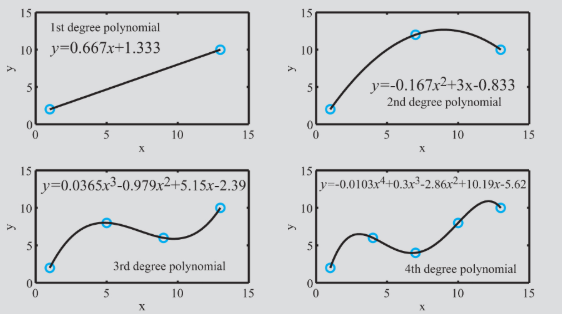 15
1st degree polynomial
y=0.667x+1.333
10
y
5
0
0 5 10 15
x
15
10
y
y=-0.167x²+3x-0.833
5
2nd degree polynomial
0
0 5 10 15
x
15
y=0.0365x³-0.979x²+5.15x-2.39
10
y
5
3rd degree polynomial
0
0 5 10 15
x
15
y=-0.0103x⁴+0.3x³-2.86x²+10.19x-5.62
10
y
5
4th degree polynomial
0
0 5 10 15
x